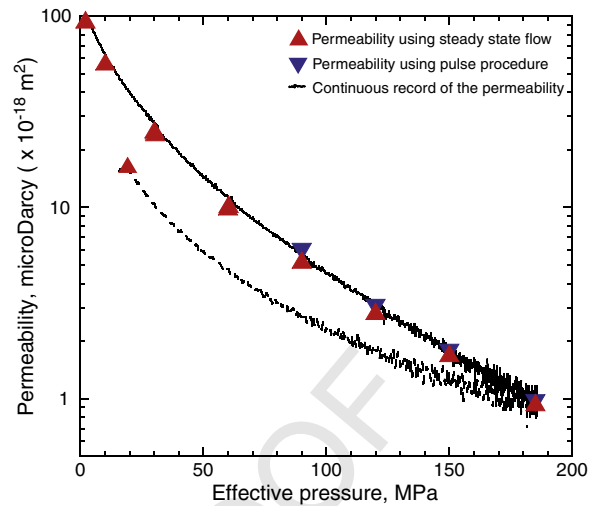 100
10
1
Permeability, microDarcy ( x 10⁻¹⁸ m²)
Permeability using steady state flow
Permeability using pulse procedure
Continuous record of the permeability
0 50 100 150 200
Effective pressure, MPa